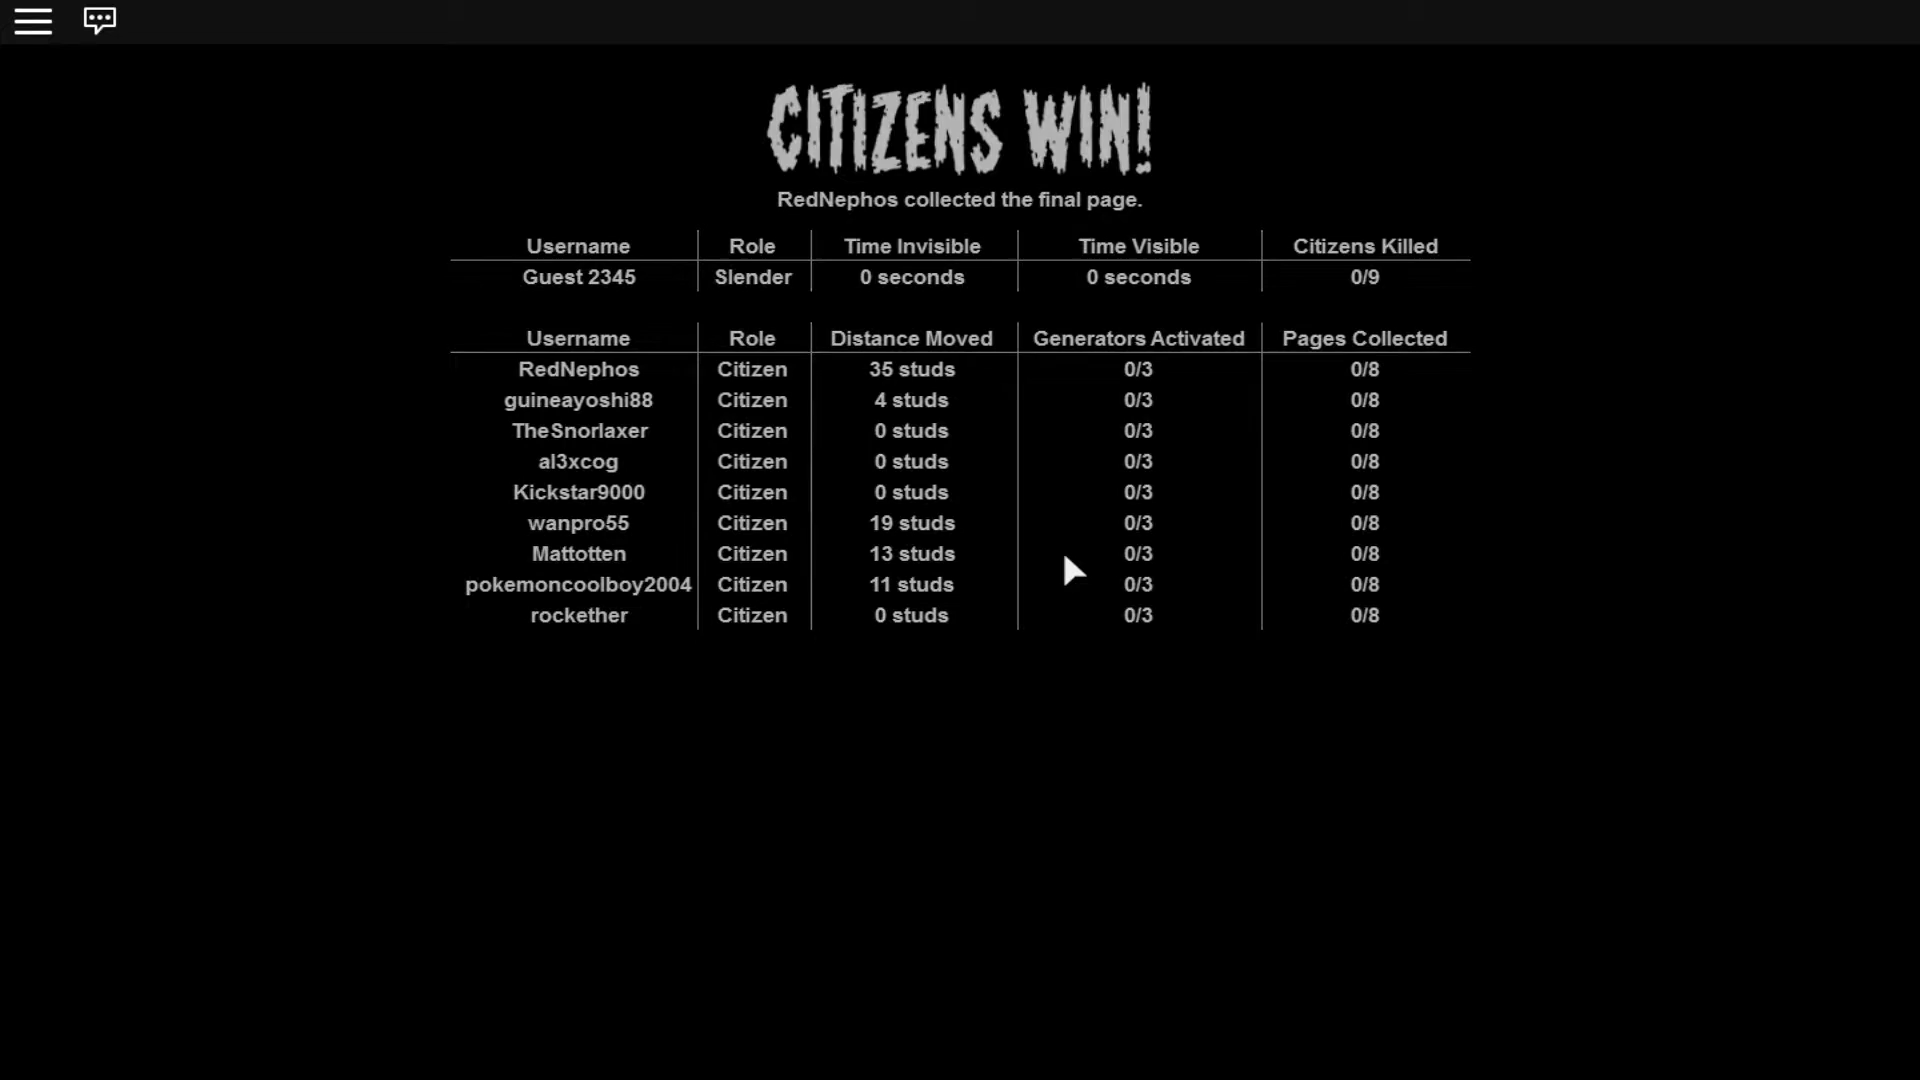 CITIZENS WIN!
RedNephos collected the final page.
Username Role Time Invisible Time Visible Citizens Killed
Guest 2345 Slender 0 seconds 0 seconds 0/9
Username Role Distance Moved Generators Activated Pages Collected
RedNephos Citizen 35 studs 0/3 0/8
guineayoshi88 Citizen 4 studs 0/3 0/8
TheSnorlaxer Citizen 0 studs 0/3 0/8
al3xcog Citizen 0 studs 0/3 0/8
Kickstar9000 Citizen 0 studs 0/3 0/8
wanpro55 Citizen 19 studs 0/3 0/8
Mattotten Citizen 13 studs 0/3 0/8
pokemoncoolboy2004 Citizen 11 studs 0/3 0/8
rockether Citizen 0 studs 0/3 0/8